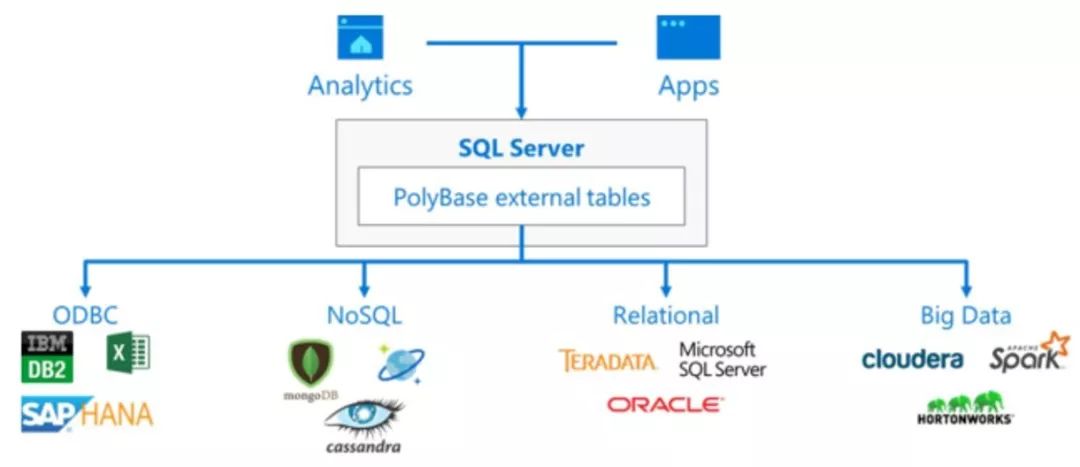 Analytics
Apps
SQL Server
PolyBase external tables
ODBC
NoSQL
Relational
Big Data
IBM
DB2
X
SAP HANA
mongoDB
cassandra
TERADATA
Microsoft
SQL Server
ORACLE
cloudera
APACHE
Spark
HORTONWORKS